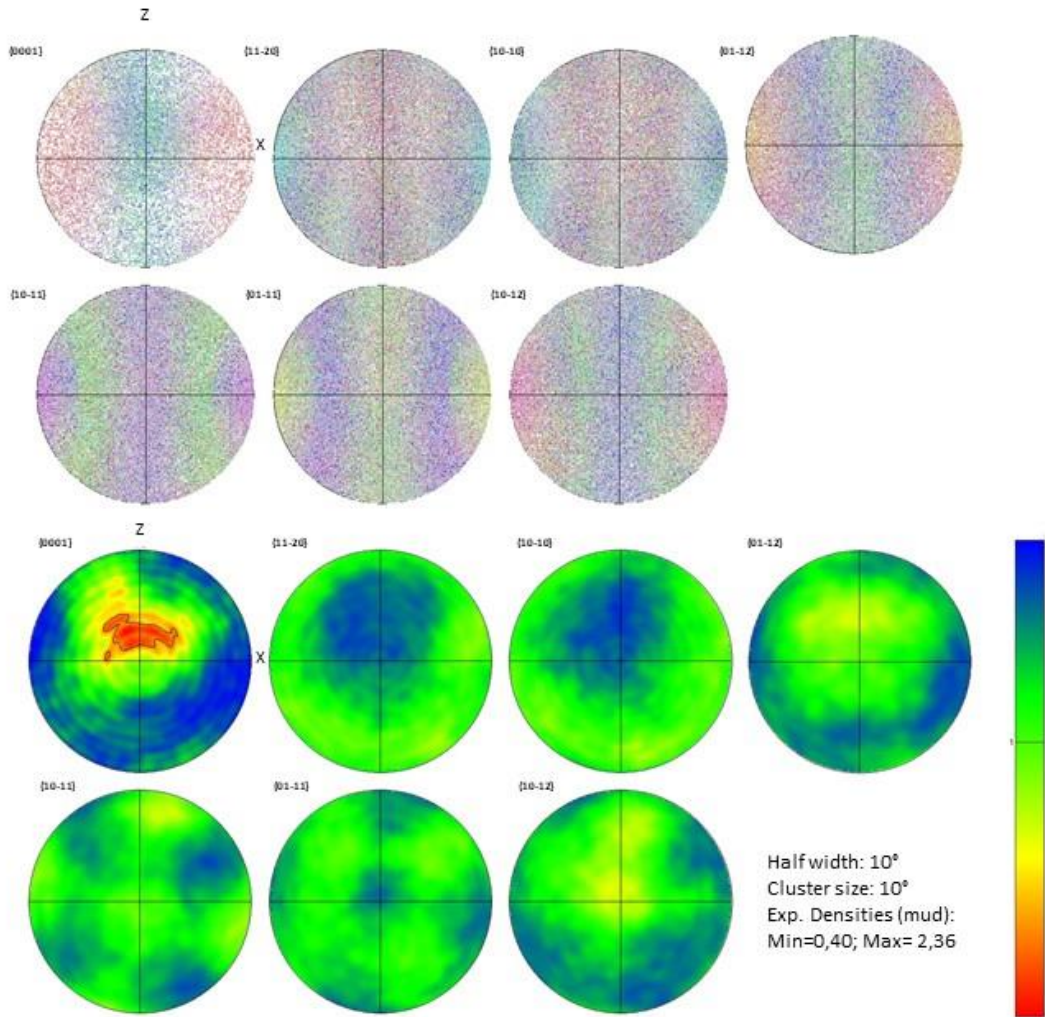 Z
{0001}
{11-20}
{10-10}
{01-12}
X
{10-11}
{01-11}
{10-12}
Z
{0001}
{11-20}
{10-10}
{01-12}
X
{10-11}
{01-11}
{10-12}
Half width: 10º
Cluster size: 10º
Exp. Densities (mud):
Min=0,40; Max= 2,36